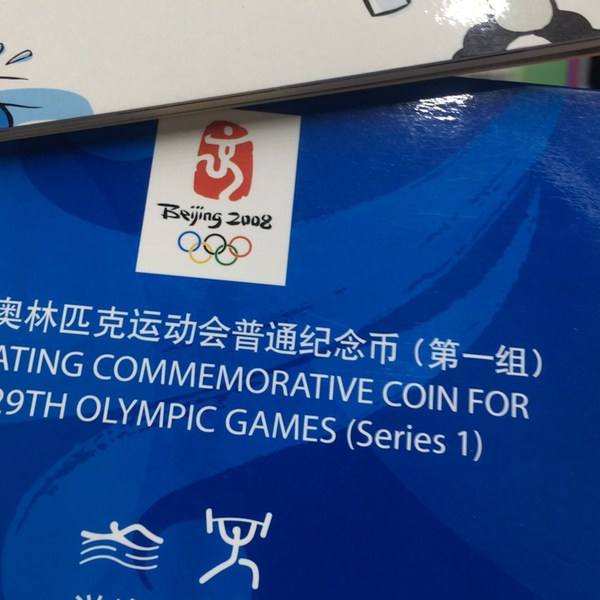 Beijing 2008
奥林匹克运动会普通纪念币（第一组）
ATING COMMEMORATIVE COIN FOR
29TH OLYMPIC GAMES (Series 1)